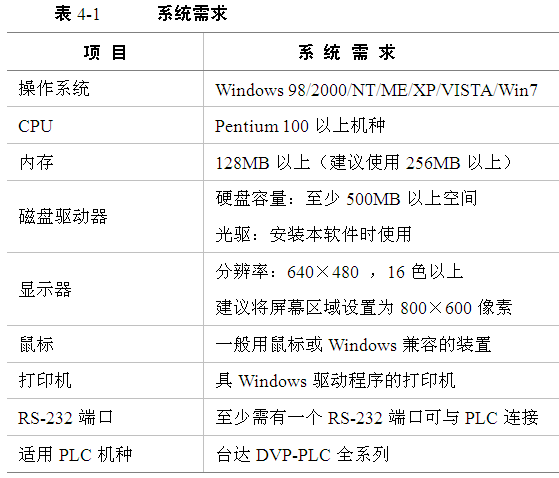 表 4-1 系统需求
项 目 系 统 需 求
操作系统 Windows 98/2000/NT/ME/XP/VISTA/Win7
CPU Pentium 100 以上机种
内存 128MB 以上（建议使用 256MB 以上）
磁盘驱动器 硬盘容量：至少 500MB 以上空间
光驱：安装本软件时使用
显示器 分辨率：640×480 ，16 色以上
建议将屏幕区域设置为 800×600 像素
鼠标 一般用鼠标或 Windows 兼容的装置
打印机 具 Windows 驱动程序的打印机
RS-232 端口 至少需有一个 RS-232 端口可与 PLC 连接
适用 PLC 机种 台达 DVP-PLC 全系列